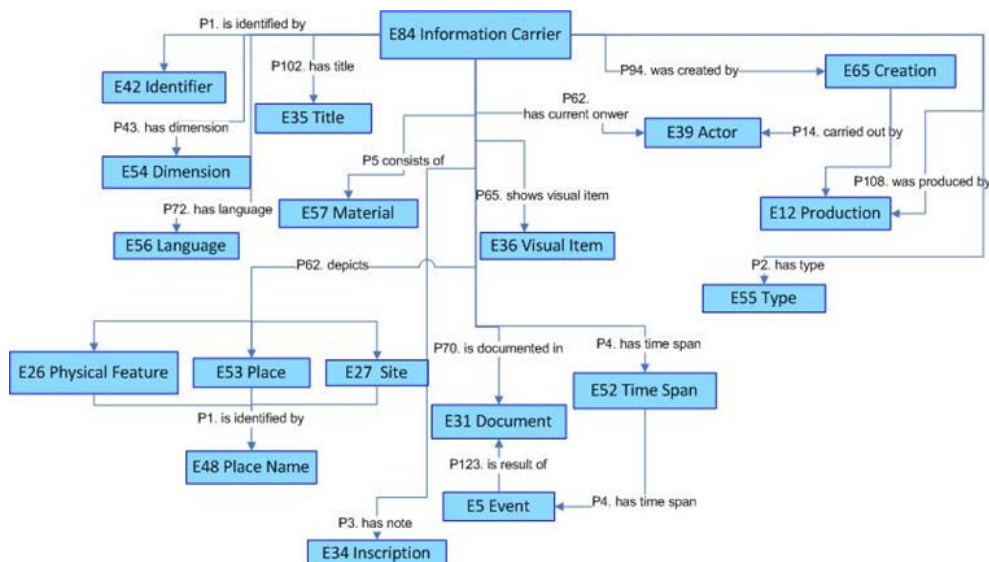 P1. is identified by
E84 Information Carrier
P102. has title
P94. was created by
E65 Creation
E42 Identifier
E35 Title
P62.
has current onwer
E39 Actor
P43. has dimension
P14. carried out by
E54 Dimension
P5 consists of
P108. was produced by
P65. shows visual item
P72. has language
E57 Material
E12 Production
E56 Language
E36 Visual Item
P62. depicts
P2. has type
E55 Type
P70. is documented in
P4. has time span
E26 Physical Feature
E53 Place
E27 Site
E52 Time Span
P1. is identified by
E31 Document
E48 Place Name
P123. is result of
E5 Event
P4. has time span
P3. has note
E34 Inscription